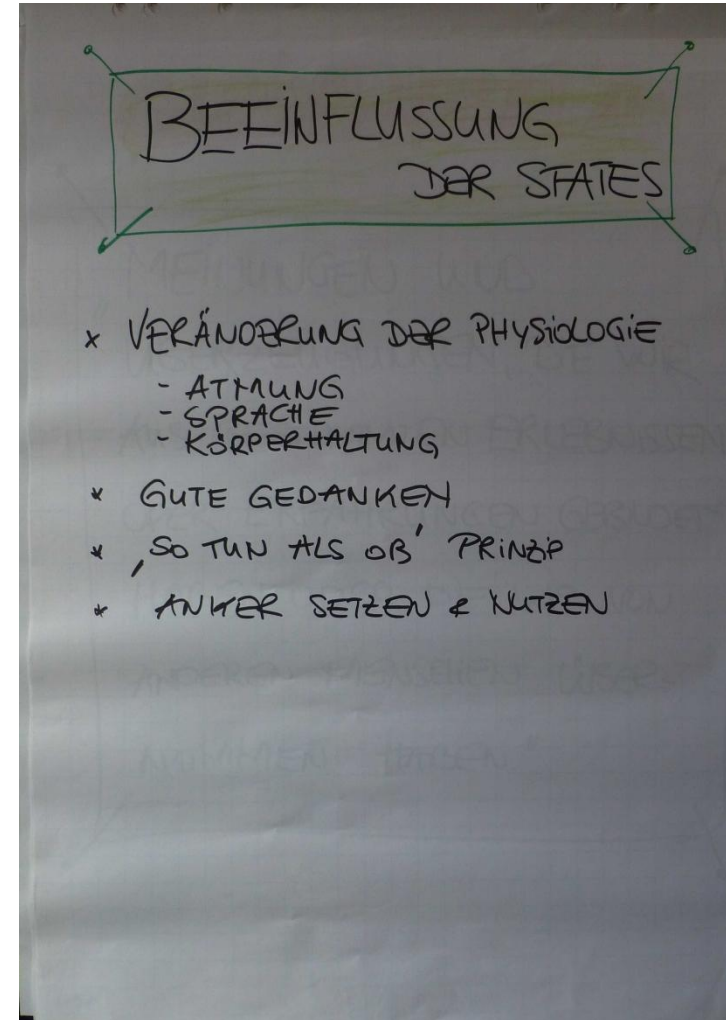 BEEINFLUSSUNG
DER STATES
x VERÄNDERUNG DER PHYSIOLOGIE
- ATMUNG
- SPRACHE
- KÖRPERHALTUNG
* GUTE GEDANKEN
* ‚SO TUN ALS OB' PRINZIP
* ANKER SETZEN & NUTZEN